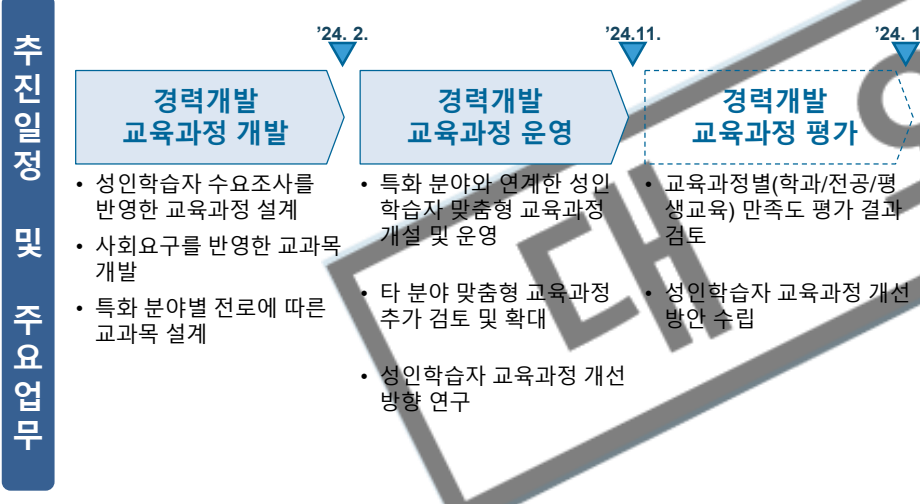 추진일정 및 주요업무
’24. 2.
’24.11.
’24. 1
경력개발
교육과정 개발
경력개발
교육과정 운영
경력개발
교육과정 평가
• 성인학습자 수요조사를
반영한 교육과정 설계
• 사회요구를 반영한 교과목
개발
• 특화 분야별 전로에 따른
교과목 설계
• 특화 분야와 연계한 성인
학습자 맞춤형 교육과정
개설 및 운영
• 타 분야 맞춤형 교육과정
추가 검토 및 확대
• 성인학습자 교육과정 개선
방향 연구
• 교육과정별(학과/전공/평
생교육) 만족도 평가 결과
검토
• 성인학습자 교육과정 개선
방안 수립
대